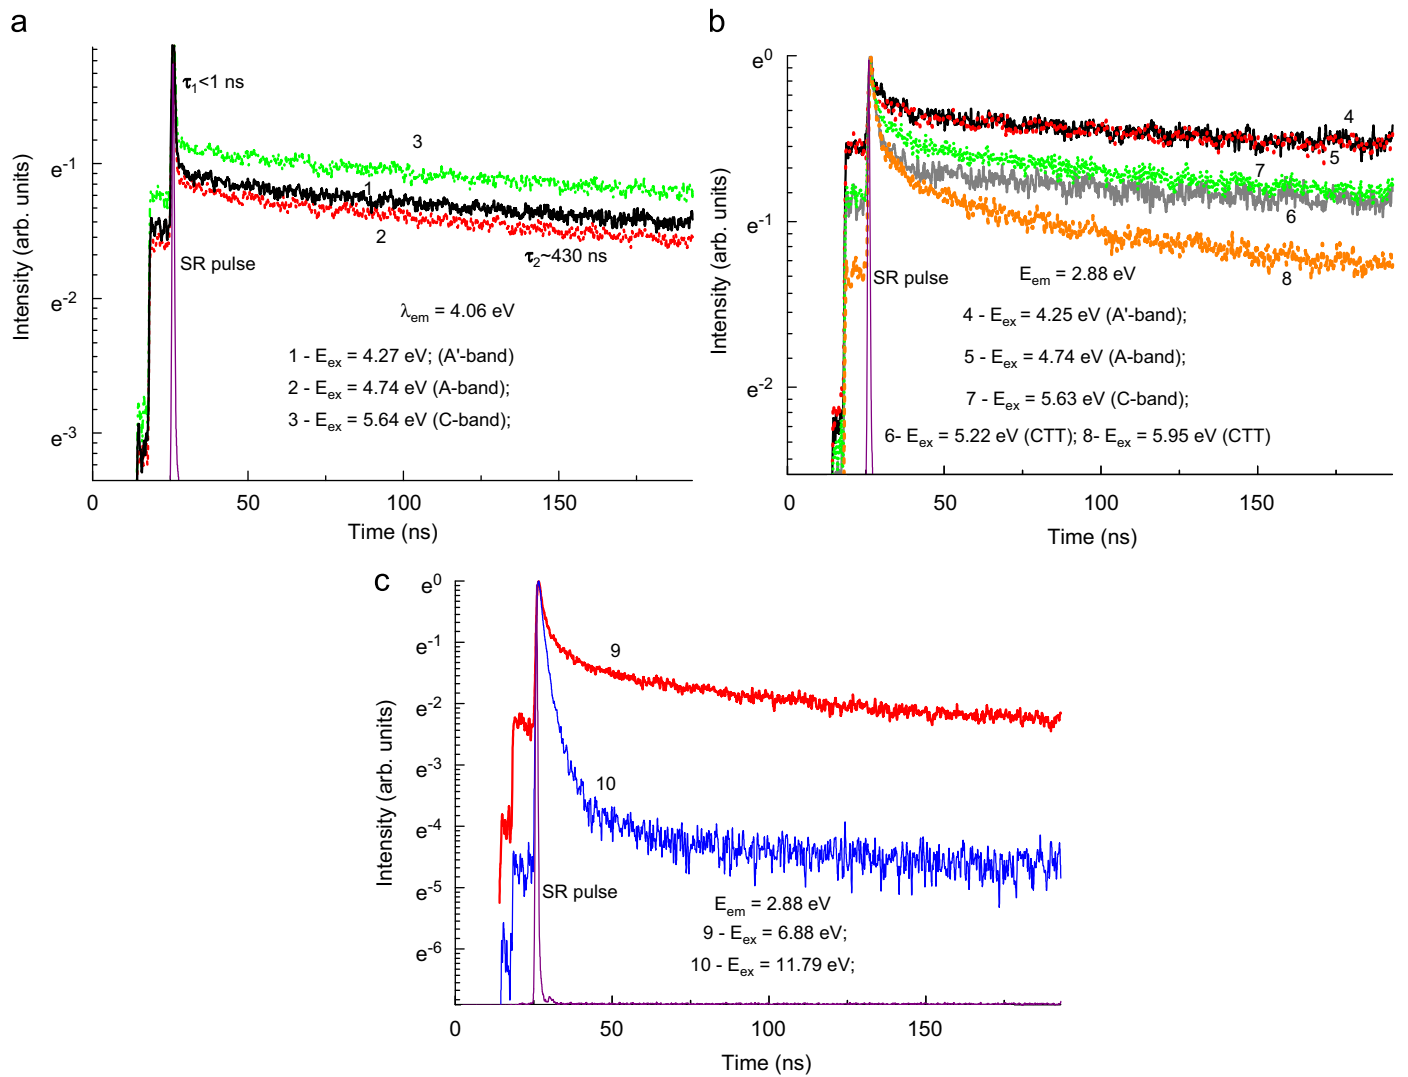 a
τ1<1 ns
3
e-1
1
2
τ2~430 ns
SR pulse
e-2
λem = 4.06 eV
1 - Eex = 4.27 eV; (A'-band)
2 - Eex = 4.74 eV (A-band);
3 - Eex = 5.64 eV (C-band);
e-3
Intensity (arb. units)
0 50 100 150
Time (ns)
b
e0
4
5
7
6
e-1
8
SR pulse
Eem = 2.88 eV
4 - Eex = 4.25 eV (A'-band);
5 - Eex = 4.74 eV (A-band);
e-2
7 - Eex = 5.63 eV (C-band);
6- Eex = 5.22 eV (CTT); 8- Eex = 5.95 eV (CTT)
Intensity (arb. units)
0 50 100 150
Time (ns)
c
e0
e-1
9
e-2
e-3
10
e-4
e-5
SR pulse
Eem = 2.88 eV
9 - Eex = 6.88 eV;
e-6
10 - Eex = 11.79 eV;
Intensity (arb. units)
0 50 100 150
Time (ns)